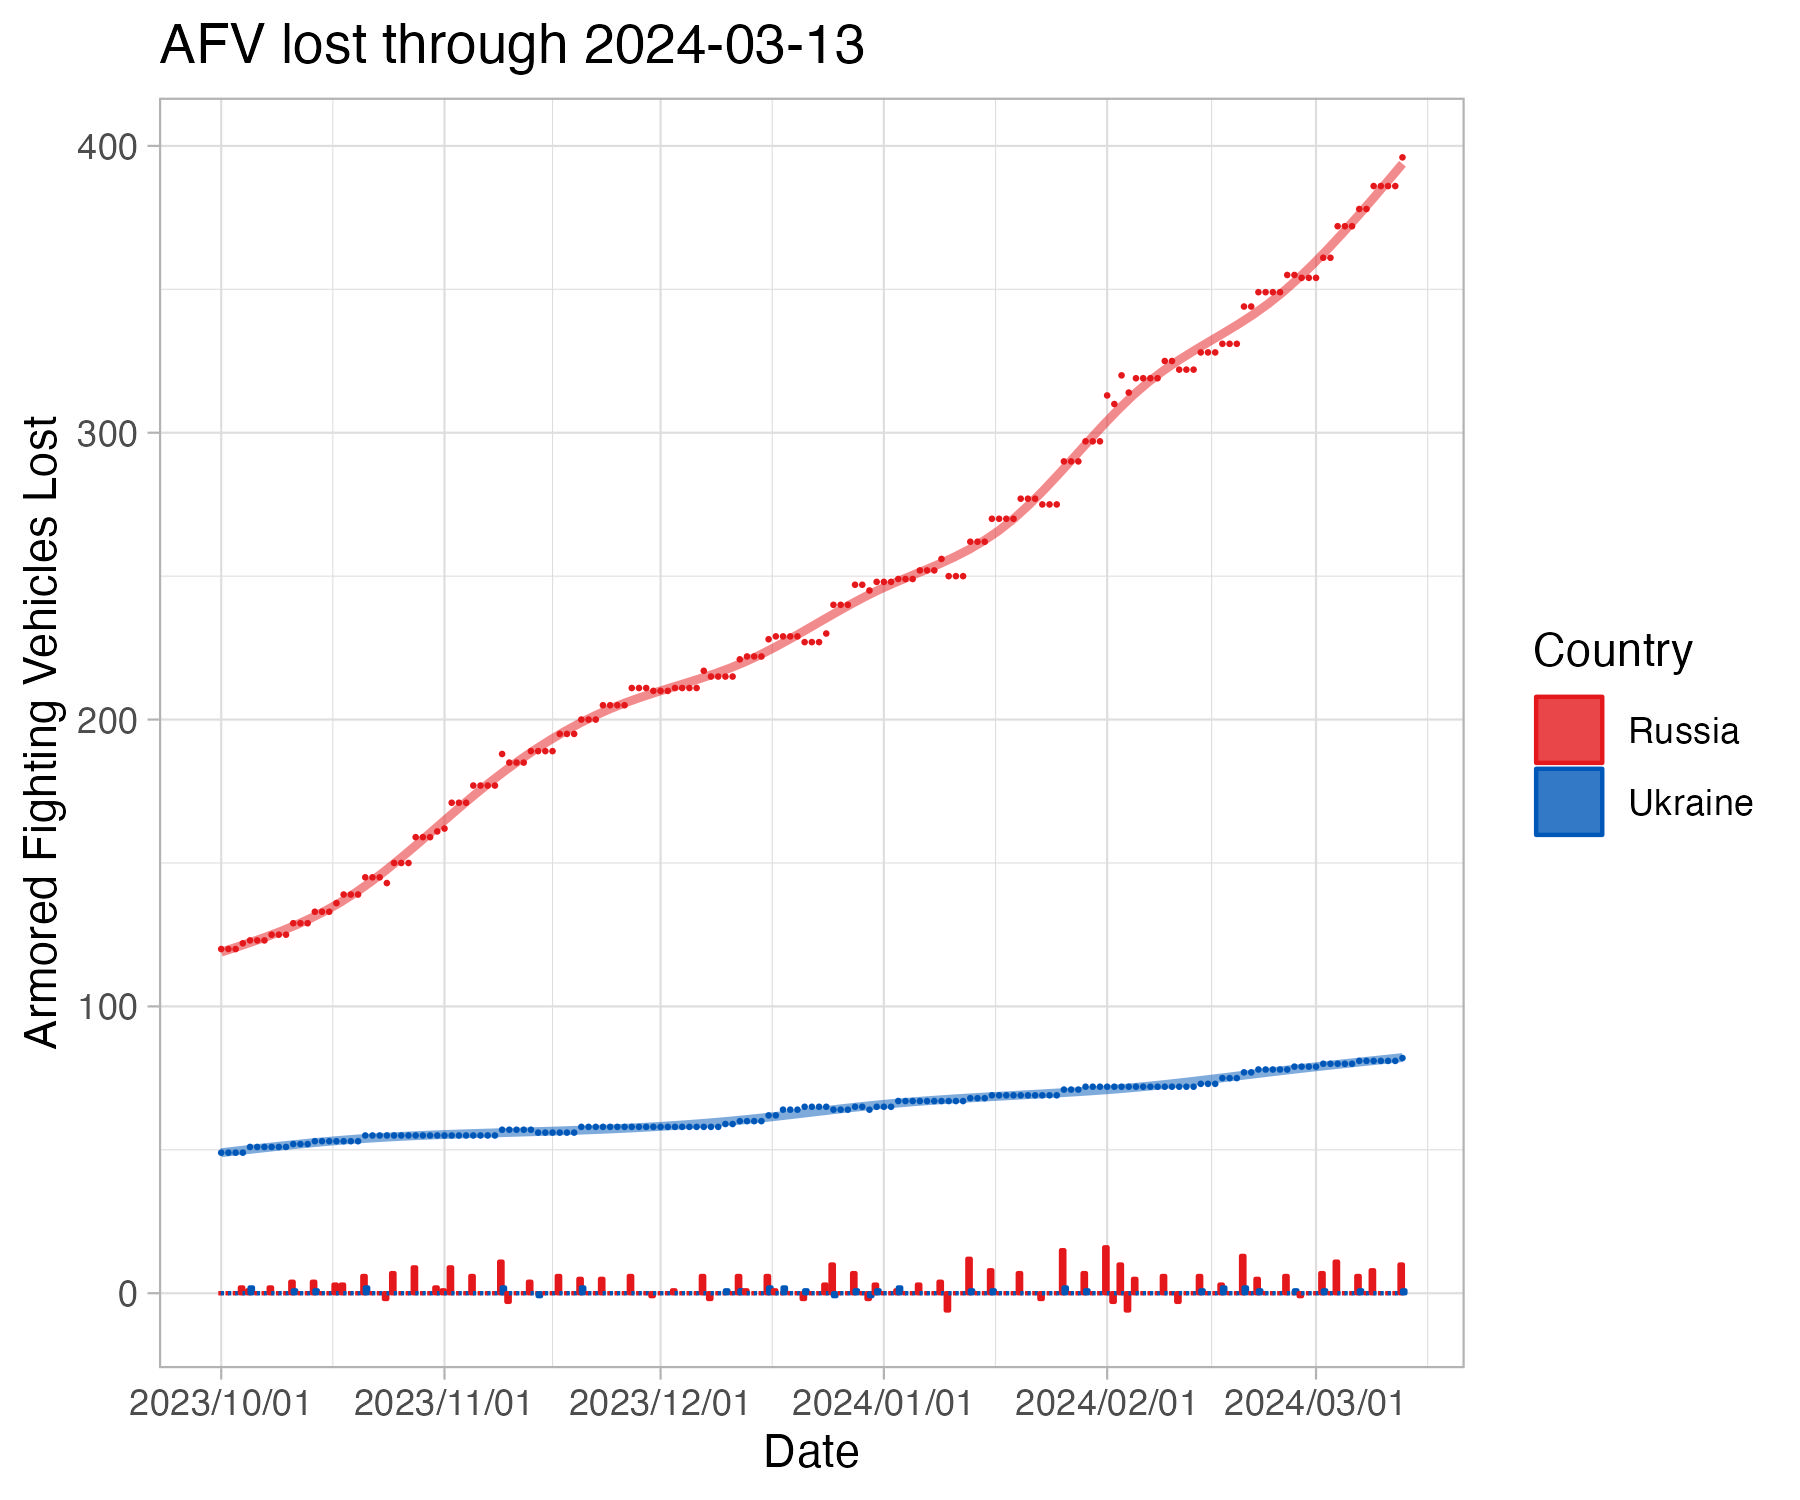 AFV lost through 2024-03-13
Armored Fighting Vehicles Lost
400
300
200
100
0
2023/10/01
2023/11/01
2023/12/01
2024/01/01
2024/02/01
2024/03/01
Date
Country
Russia
Ukraine